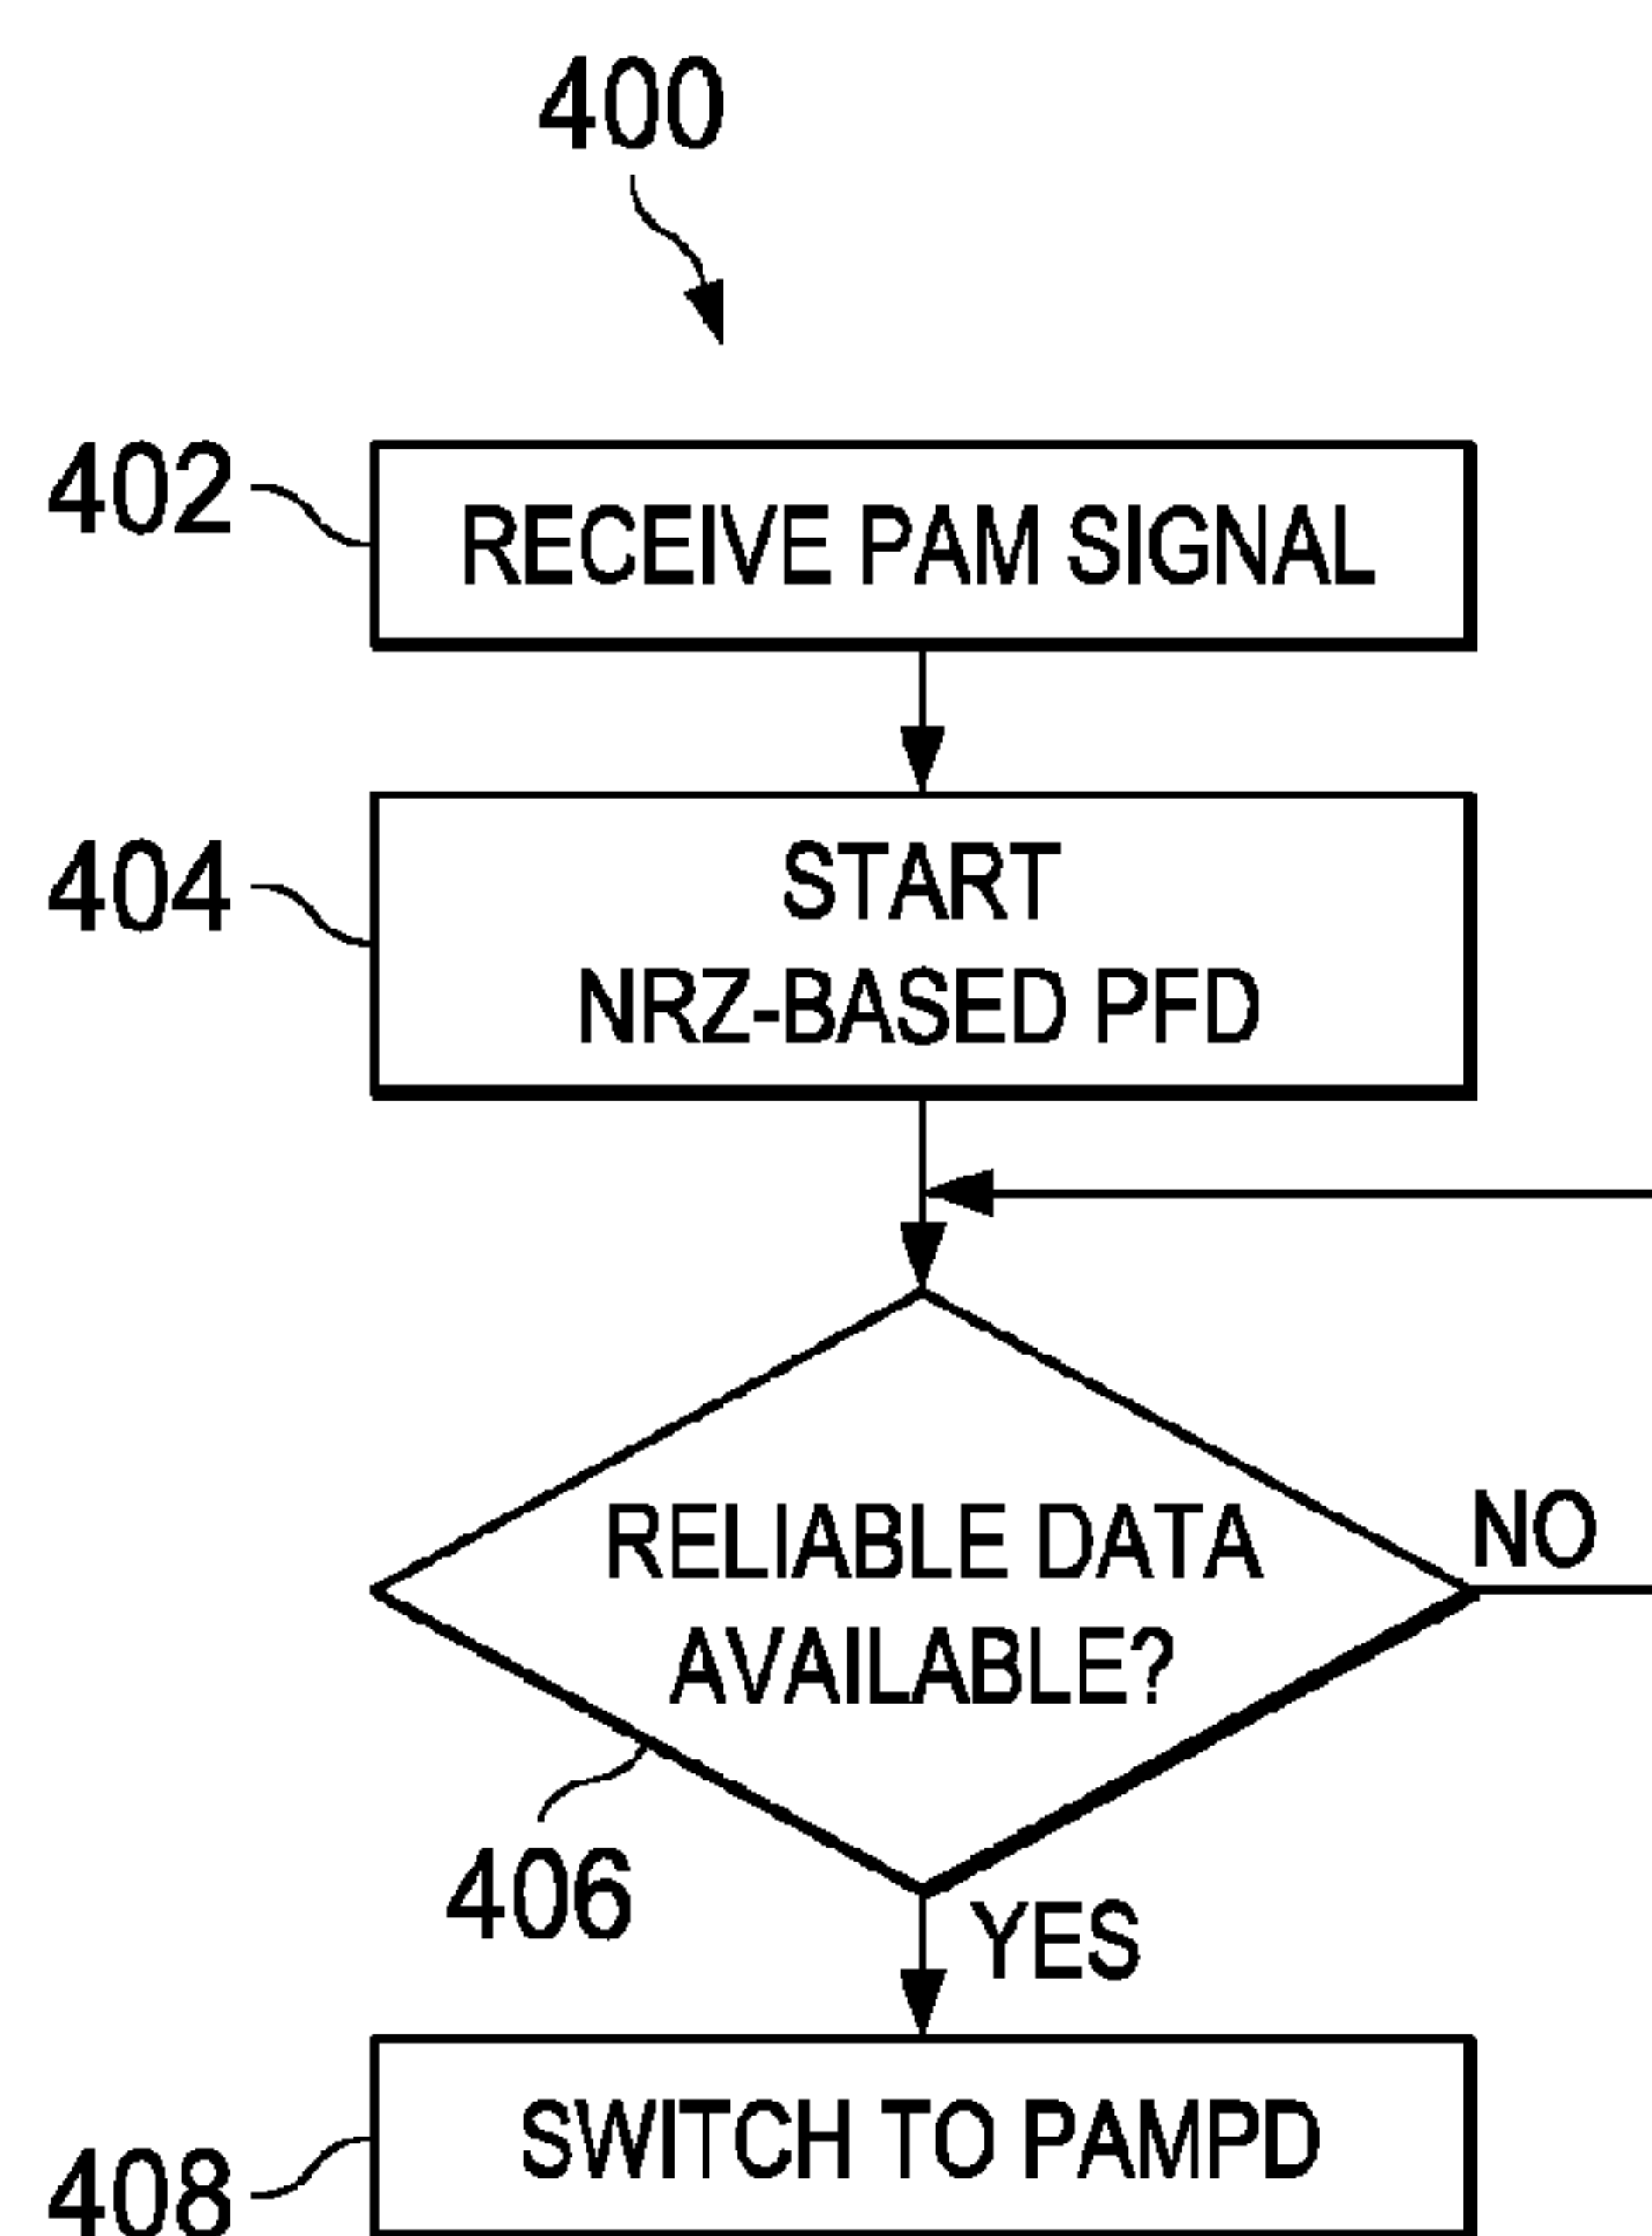 400
402
RECEIVE PAM SIGNAL
404
START
NRZ-BASED PFD
RELIABLE DATA
AVAILABLE?
NO
406
YES
SWITCH TO PAMPD
408